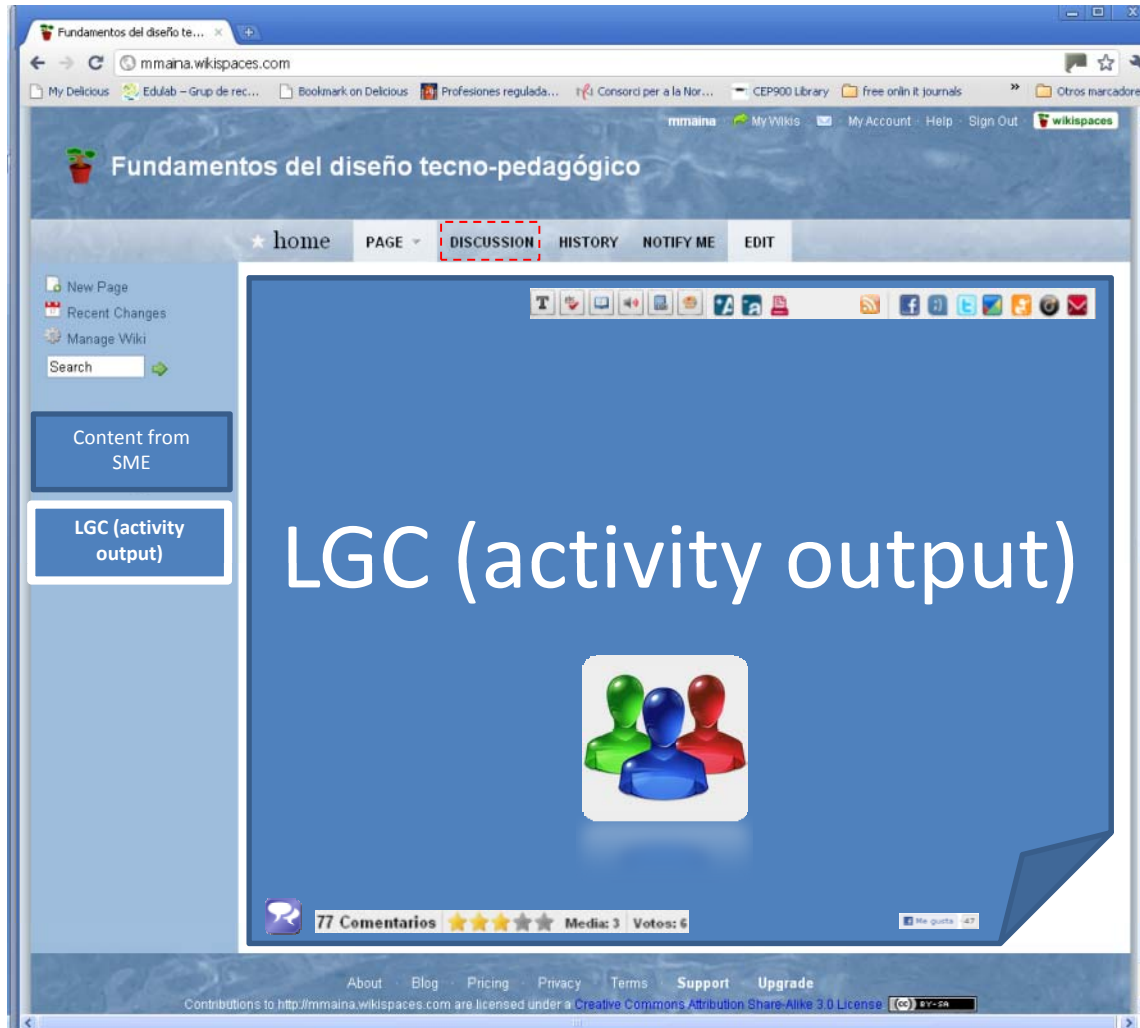 Fundamentos del diseño te...
mmaina.wikispaces.com
My Delicious Edulab – Grup de rec... Bookmark on Delicious Profesiones regulada... Consorci per a la Nor... CEP900 Library free onlin it journals » Otros marcadore
mmaina My Wikis My Account Help Sign Out wikispaces
Fundamentos del diseño tecno-pedagógico
home PAGE DISCUSSION HISTORY NOTIFY ME EDIT
New Page
Recent Changes
Manage Wiki
Search
Content from
SME
LGC (activity
output)
LGC (activity output)
77 Comentarios Media: 3 Votos: 6
Me gusta 47
About Blog Pricing Privacy Terms Support Upgrade
Contributions to http://mmaina.wikispaces.com are licensed under a Creative Commons Attribution Share-Alike 3.0 License (cc) BY-SA